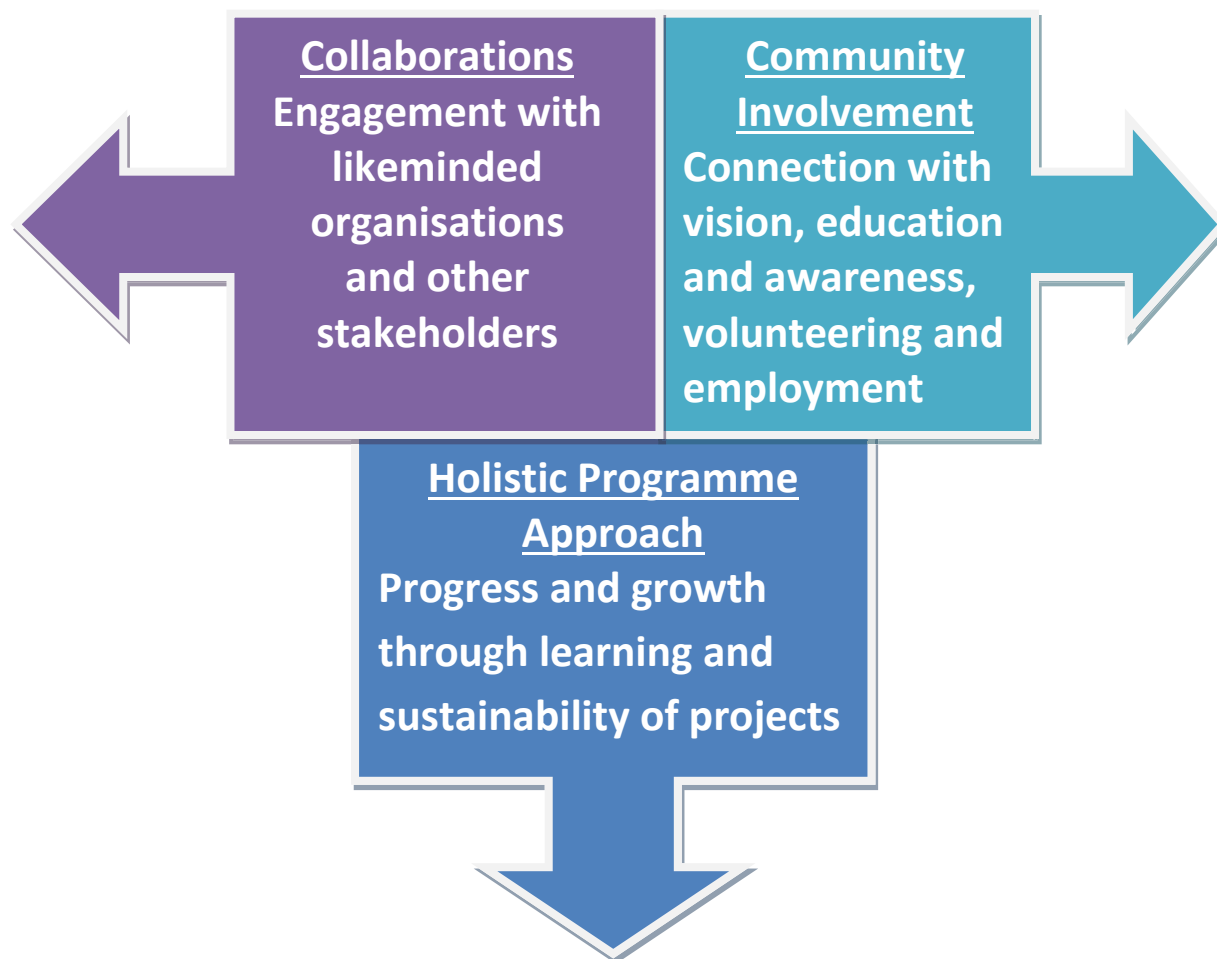 Collaborations
Engagement with
likeminded
organisations
and other
stakeholders
Community
Involvement
Connection with
vision, education
and awareness,
volunteering and
employment
Holistic Programme
Approach
Progress and growth
through learning and
sustainability of projects